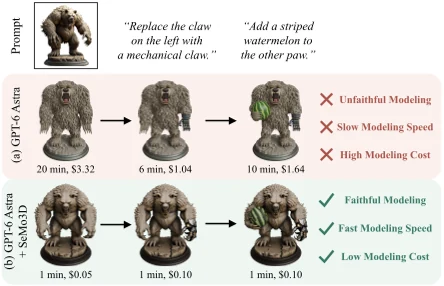 Prompt
“Replace the claw
on the left with
a mechanical claw.”
“Add a striped
watermelon to
the other paw.”
(a) GPT-6 Astra
20 min, $3.32
6 min, $1.04
10 min, $1.64
Unfaithful Modeling
Slow Modeling Speed
High Modeling Cost
(b) GPT-6 Astra
+ SeMo3D
1 min, $0.05
1 min, $0.10
1 min, $0.10
Faithful Modeling
Fast Modeling Speed
Low Modeling Cost